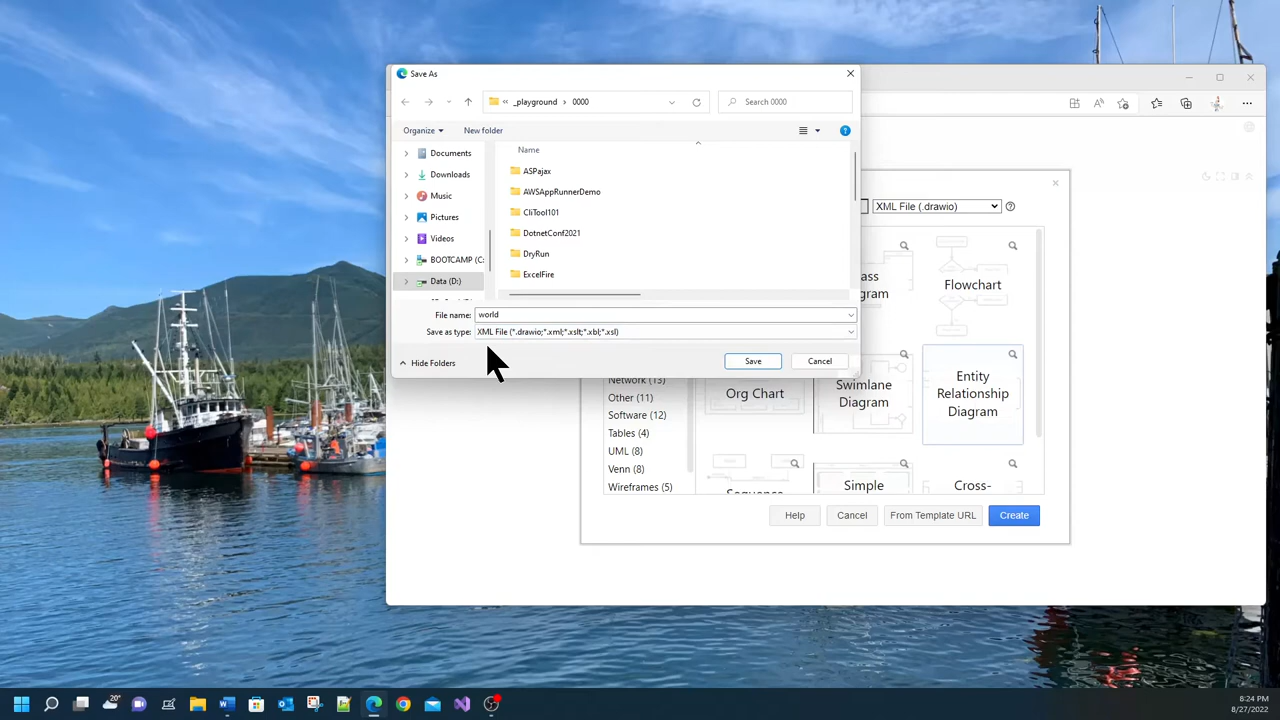 Save As
« _playground › 0000
Search 0000
Organize
New folder
Documents
Downloads
Music
Pictures
Videos
BOOTCAMP (C:
Data (D:)
Name
ASPajax
AWSAppRunnerDemo
CliTool101
DotnetConf2021
DryRun
ExcelFire
File name: world
Save as type: XML File (*.drawio;*.xml;*.xslt;*.xbl;*.xsl)
Hide Folders
Save
Cancel
XML File (.drawio)
Flowchart
Network (13)
Other (11)
Software (12)
Tables (4)
UML (8)
Venn (8)
Wireframes (5)
Org Chart
Swimlane
Diagram
Entity
Relationship
Diagram
Simple
Cross-
Help
Cancel
From Template URL
Create
20°
8:24 PM
8/27/2022